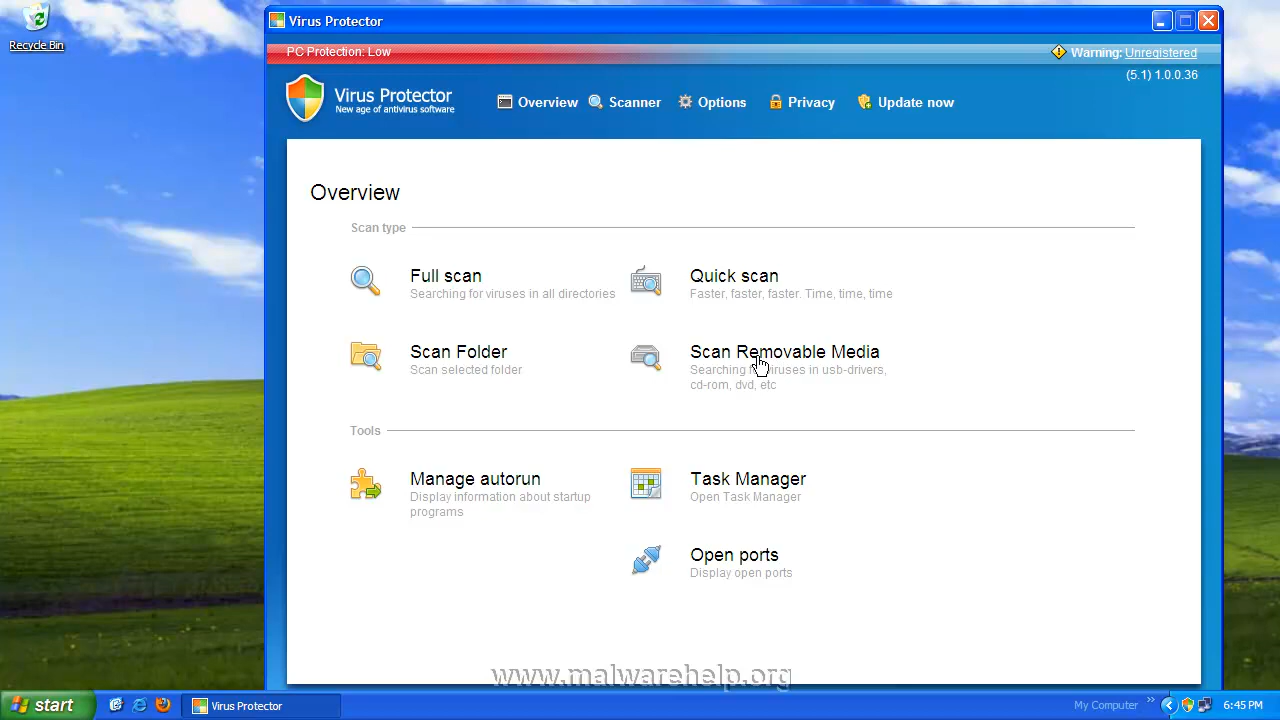 Recycle Bin
Virus Protector
PC Protection: Low
Warning: Unregistered
(5.1) 1.0.0.36
Virus Protector
New age of antivirus software
Overview Scanner Options Privacy Update now
Overview
Scan type
Full scan
Searching for viruses in all directories
Quick scan
Faster, faster, faster. Time, time, time
Scan Folder
Scan selected folder
Scan Removable Media
Searching viruses in usb-drivers,
cd-rom, dvd, etc
Tools
Manage autorun
Display information about startup
programs
Task Manager
Open Task Manager
Open ports
Display open ports
www.malwarehelp.org
start
Virus Protector
My Computer
6:45 PM